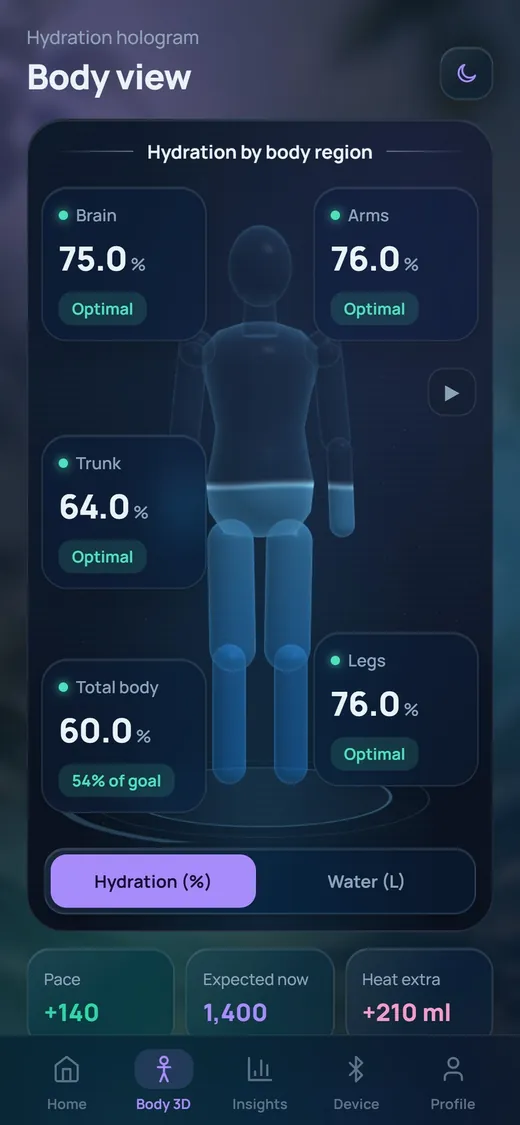 Hydration hologram
Body view
Hydration by body region
Brain
75.0 %
Optimal
Arms
76.0 %
Optimal
Trunk
64.0 %
Optimal
Total body
60.0 %
54% of goal
Legs
76.0 %
Optimal
Hydration (%)
Water (L)
Pace
+140
Expected now
1,400
Heat extra
+210 ml
Home
Body 3D
Insights
Device
Profile